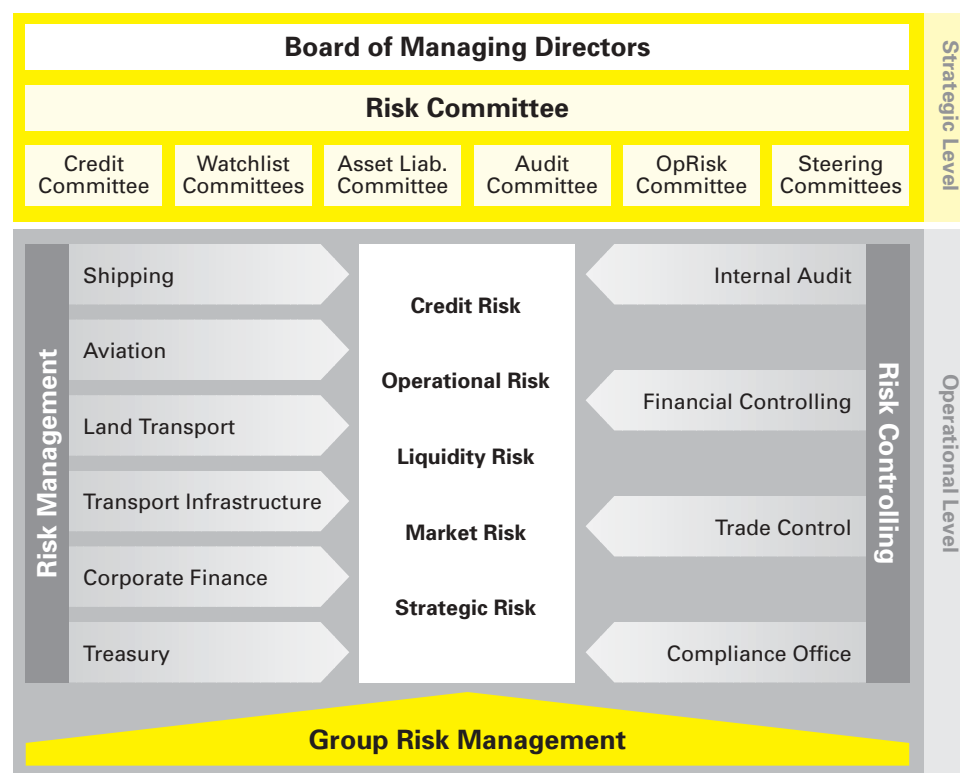 Board of Managing Directors
Risk Committee
Credit
Committee
Watchlist
Committees
Asset Liab.
Committee
Audit
Committee
OpRisk
Committee
Steering
Committees
Strategic Level
Risk Management
Shipping
Aviation
Land Transport
Transport Infrastructure
Corporate Finance
Treasury
Credit Risk
Operational Risk
Liquidity Risk
Market Risk
Strategic Risk
Internal Audit
Financial Controlling
Trade Control
Compliance Office
Risk Controlling
Operational Level
Group Risk Management